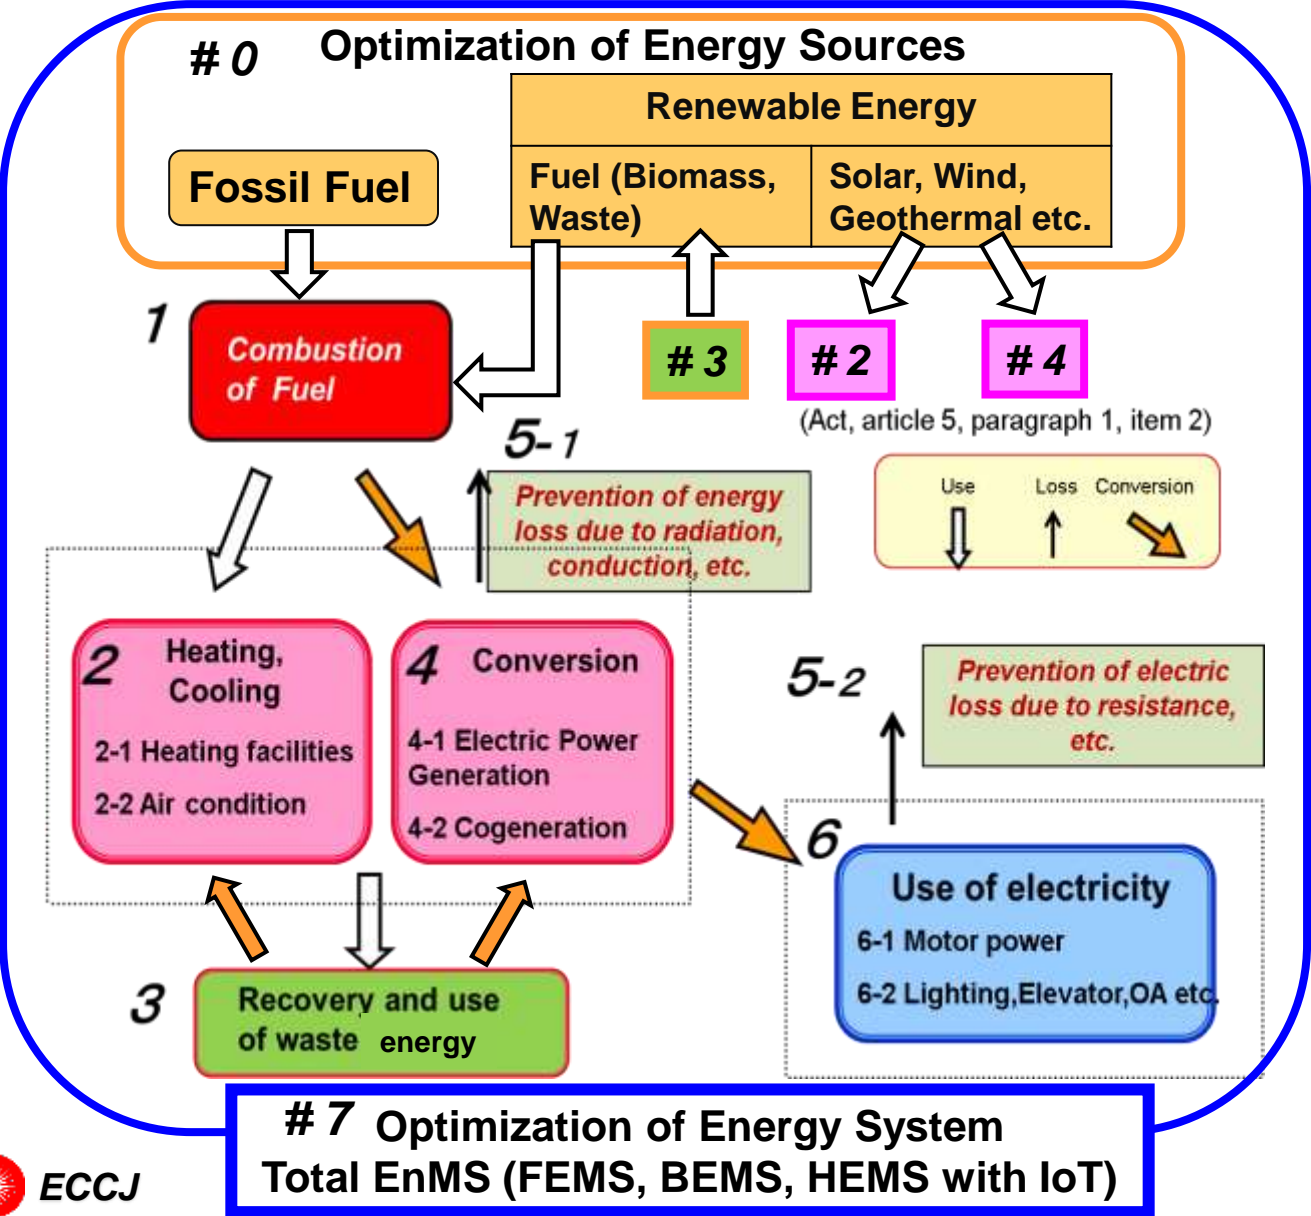 # 0
Optimization of Energy Sources
Renewable Energy
Fossil Fuel
Fuel (Biomass,
Waste)
Solar, Wind,
Geothermal etc.
1
Combustion
of Fuel
# 3
# 2
# 4
(Act, article 5, paragraph 1, item 2)
5-1
Prevention of energy
loss due to radiation,
conduction, etc.
Use
Loss
Conversion
2
Heating,
Cooling
2-1 Heating facilities
2-2 Air condition
4
Conversion
4-1 Electric Power
Generation
4-2 Cogeneration
5-2
Prevention of electric
loss due to resistance,
etc.
6
Use of electricity
6-1 Motor power
6-2 Lighting,Elevator,OA etc.
3
Recovery and use
of waste energy
# 7 Optimization of Energy System
Total EnMS (FEMS, BEMS, HEMS with IoT)
ECCJ